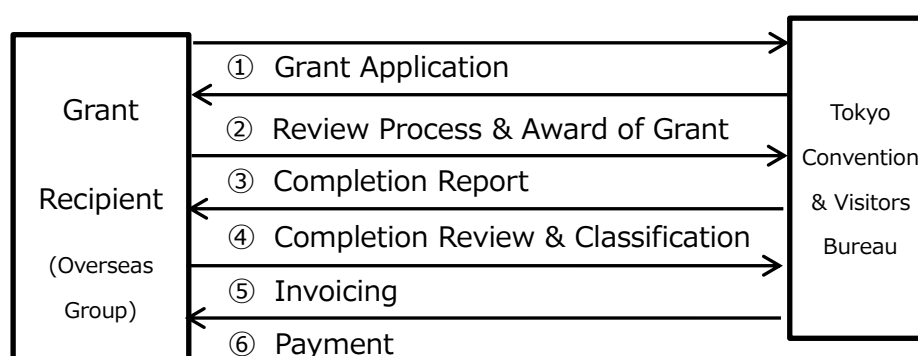 Grant
Recipient
(Overseas
Group)
① Grant Application
② Review Process & Award of Grant
③ Completion Report
④ Completion Review & Classification
⑤ Invoicing
⑥ Payment
Tokyo
Convention
& Visitors
Bureau